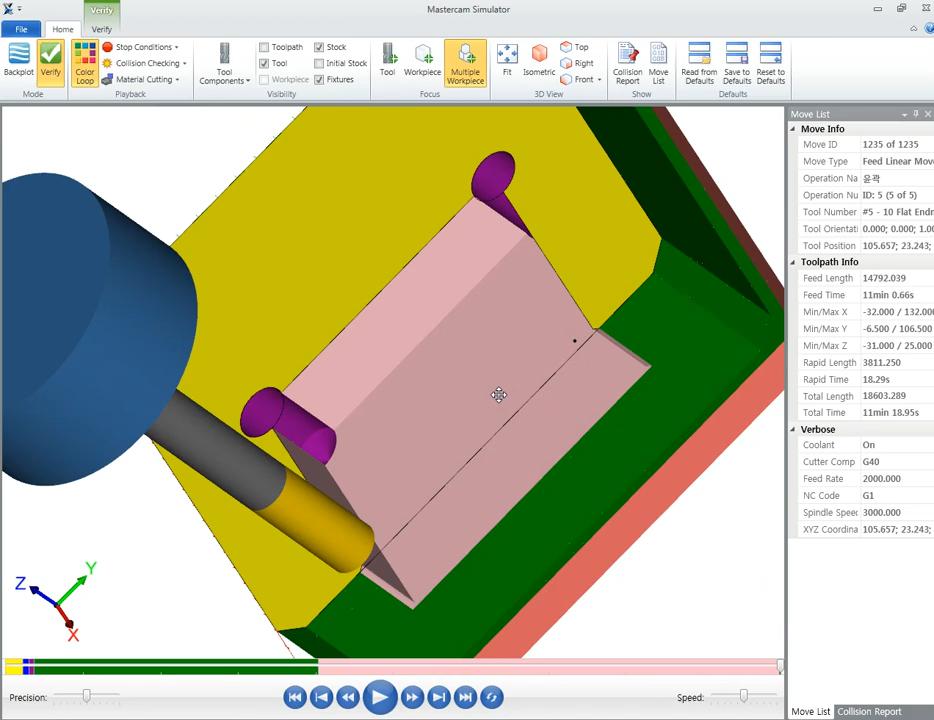 Verify
Mastercam Simulator
File
Home
Verify
Backplot
Verify
Color
Loop
Stop Conditions
Collision Checking
Material Cutting
Tool
Components
Toolpath
Tool
Workpiece
Stock
Initial Stock
Fixtures
Tool
Workpiece
Multiple
Workpiece
Fit
Isometric
Top
Right
Front
Collision
Report
Move
List
Read from
Defaults
Save to
Defaults
Reset to
Defaults
Mode
Playback
Visibility
Focus
3D View
Show
Defaults
Move List
Move Info
Move ID 1235 of 1235
Move Type Feed Linear Mov
Operation Na 윤곽
Operation Nu ID: 5 (5 of 5)
Tool Number #5 - 10 Flat Endm
Tool Orientati 0.000; 0.000; 1.00
Tool Position 105.657; 23.243;
Toolpath Info
Feed Length 14792.039
Feed Time 11min 0.66s
Min/Max X -32.000 / 132.000
Min/Max Y -6.500 / 106.500
Min/Max Z -31.000 / 25.000
Rapid Length 3811.250
Rapid Time 18.29s
Total Length 18603.289
Total Time 11min 18.95s
Verbose
Coolant On
Cutter Comp G40
Feed Rate 2000.000
NC Code G1
Spindle Speed 3000.000
XYZ Coordina 105.657; 23.243;
Z
Y
X
Precision:
Speed:
Move List
Collision Report